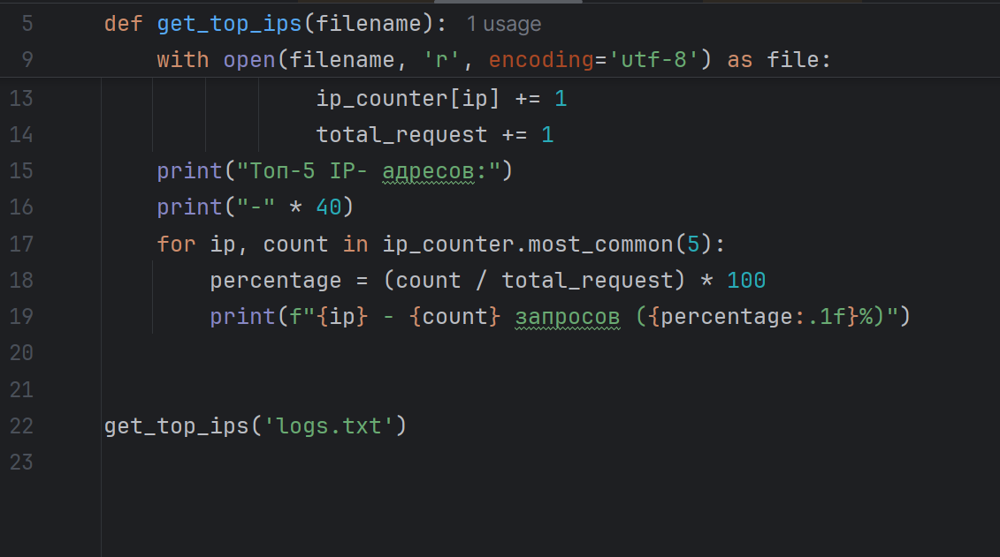 5 def get_top_ips(filename): 1 usage
9 with open(filename, 'r', encoding='utf-8') as file:
13 ip_counter[ip] += 1
14 total_request += 1
15 print("Топ-5 IP- адресов:")
16 print("-" * 40)
17 for ip, count in ip_counter.most_common(5):
18 percentage = (count / total_request) * 100
19 print(f"{ip} - {count} запросов ({percentage:.1f}%)")
20
21
22 get_top_ips('logs.txt')
23